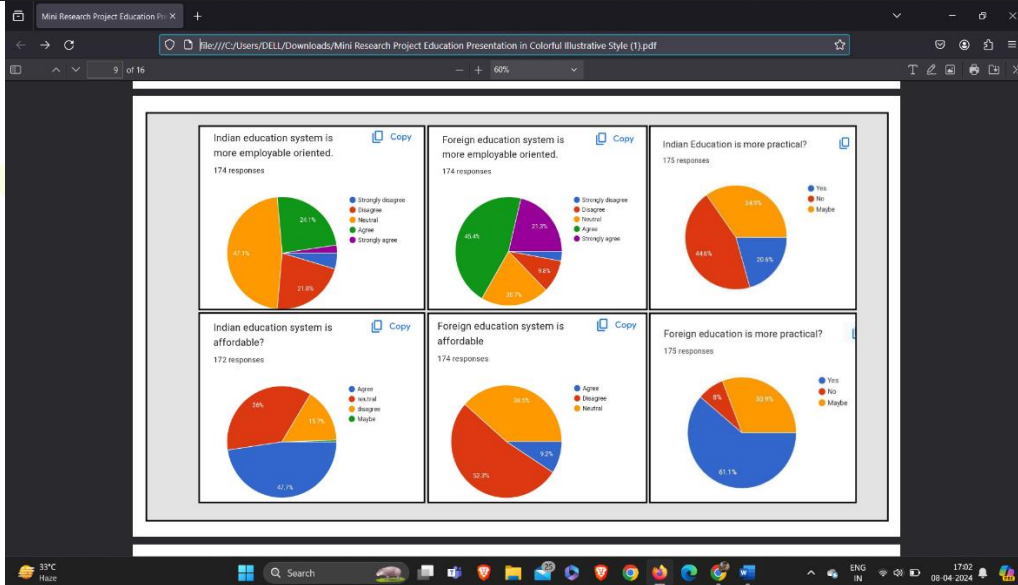 Mini Research Project Education Pr
file:///C:/Users/DELL/Downloads/Mini Research Project Education Presentation in Colorful Illustrative Style (1).pdf
9 of 16
60%
Indian education system is
more employable oriented.
Copy
174 responses
Strongly disagree
Disagree
Neutral
Agree
Strongly agree
24.1%
47.1%
21.8%
Foreign education system is
more employable oriented.
Copy
174 responses
Strongly disagree
Disagree
Neutral
Agree
Strongly agree
21.3%
45.4%
9.8%
20.7%
Indian Education is more practical?
175 responses
Yes
No
Maybe
34.9%
44.6%
20.6%
Indian education system is
affordable?
Copy
172 responses
Agree
neutral
disagree
Maybe
36%
15.7%
47.7%
Foreign education system is
affordable
Copy
174 responses
Agree
Disagree
Neutral
38.5%
9.2%
52.3%
Foreign education is more practical?
175 responses
Yes
No
Maybe
8%
30.9%
61.1%
33°C
Haze
Search
ENG
IN
17:02
08-04-2024